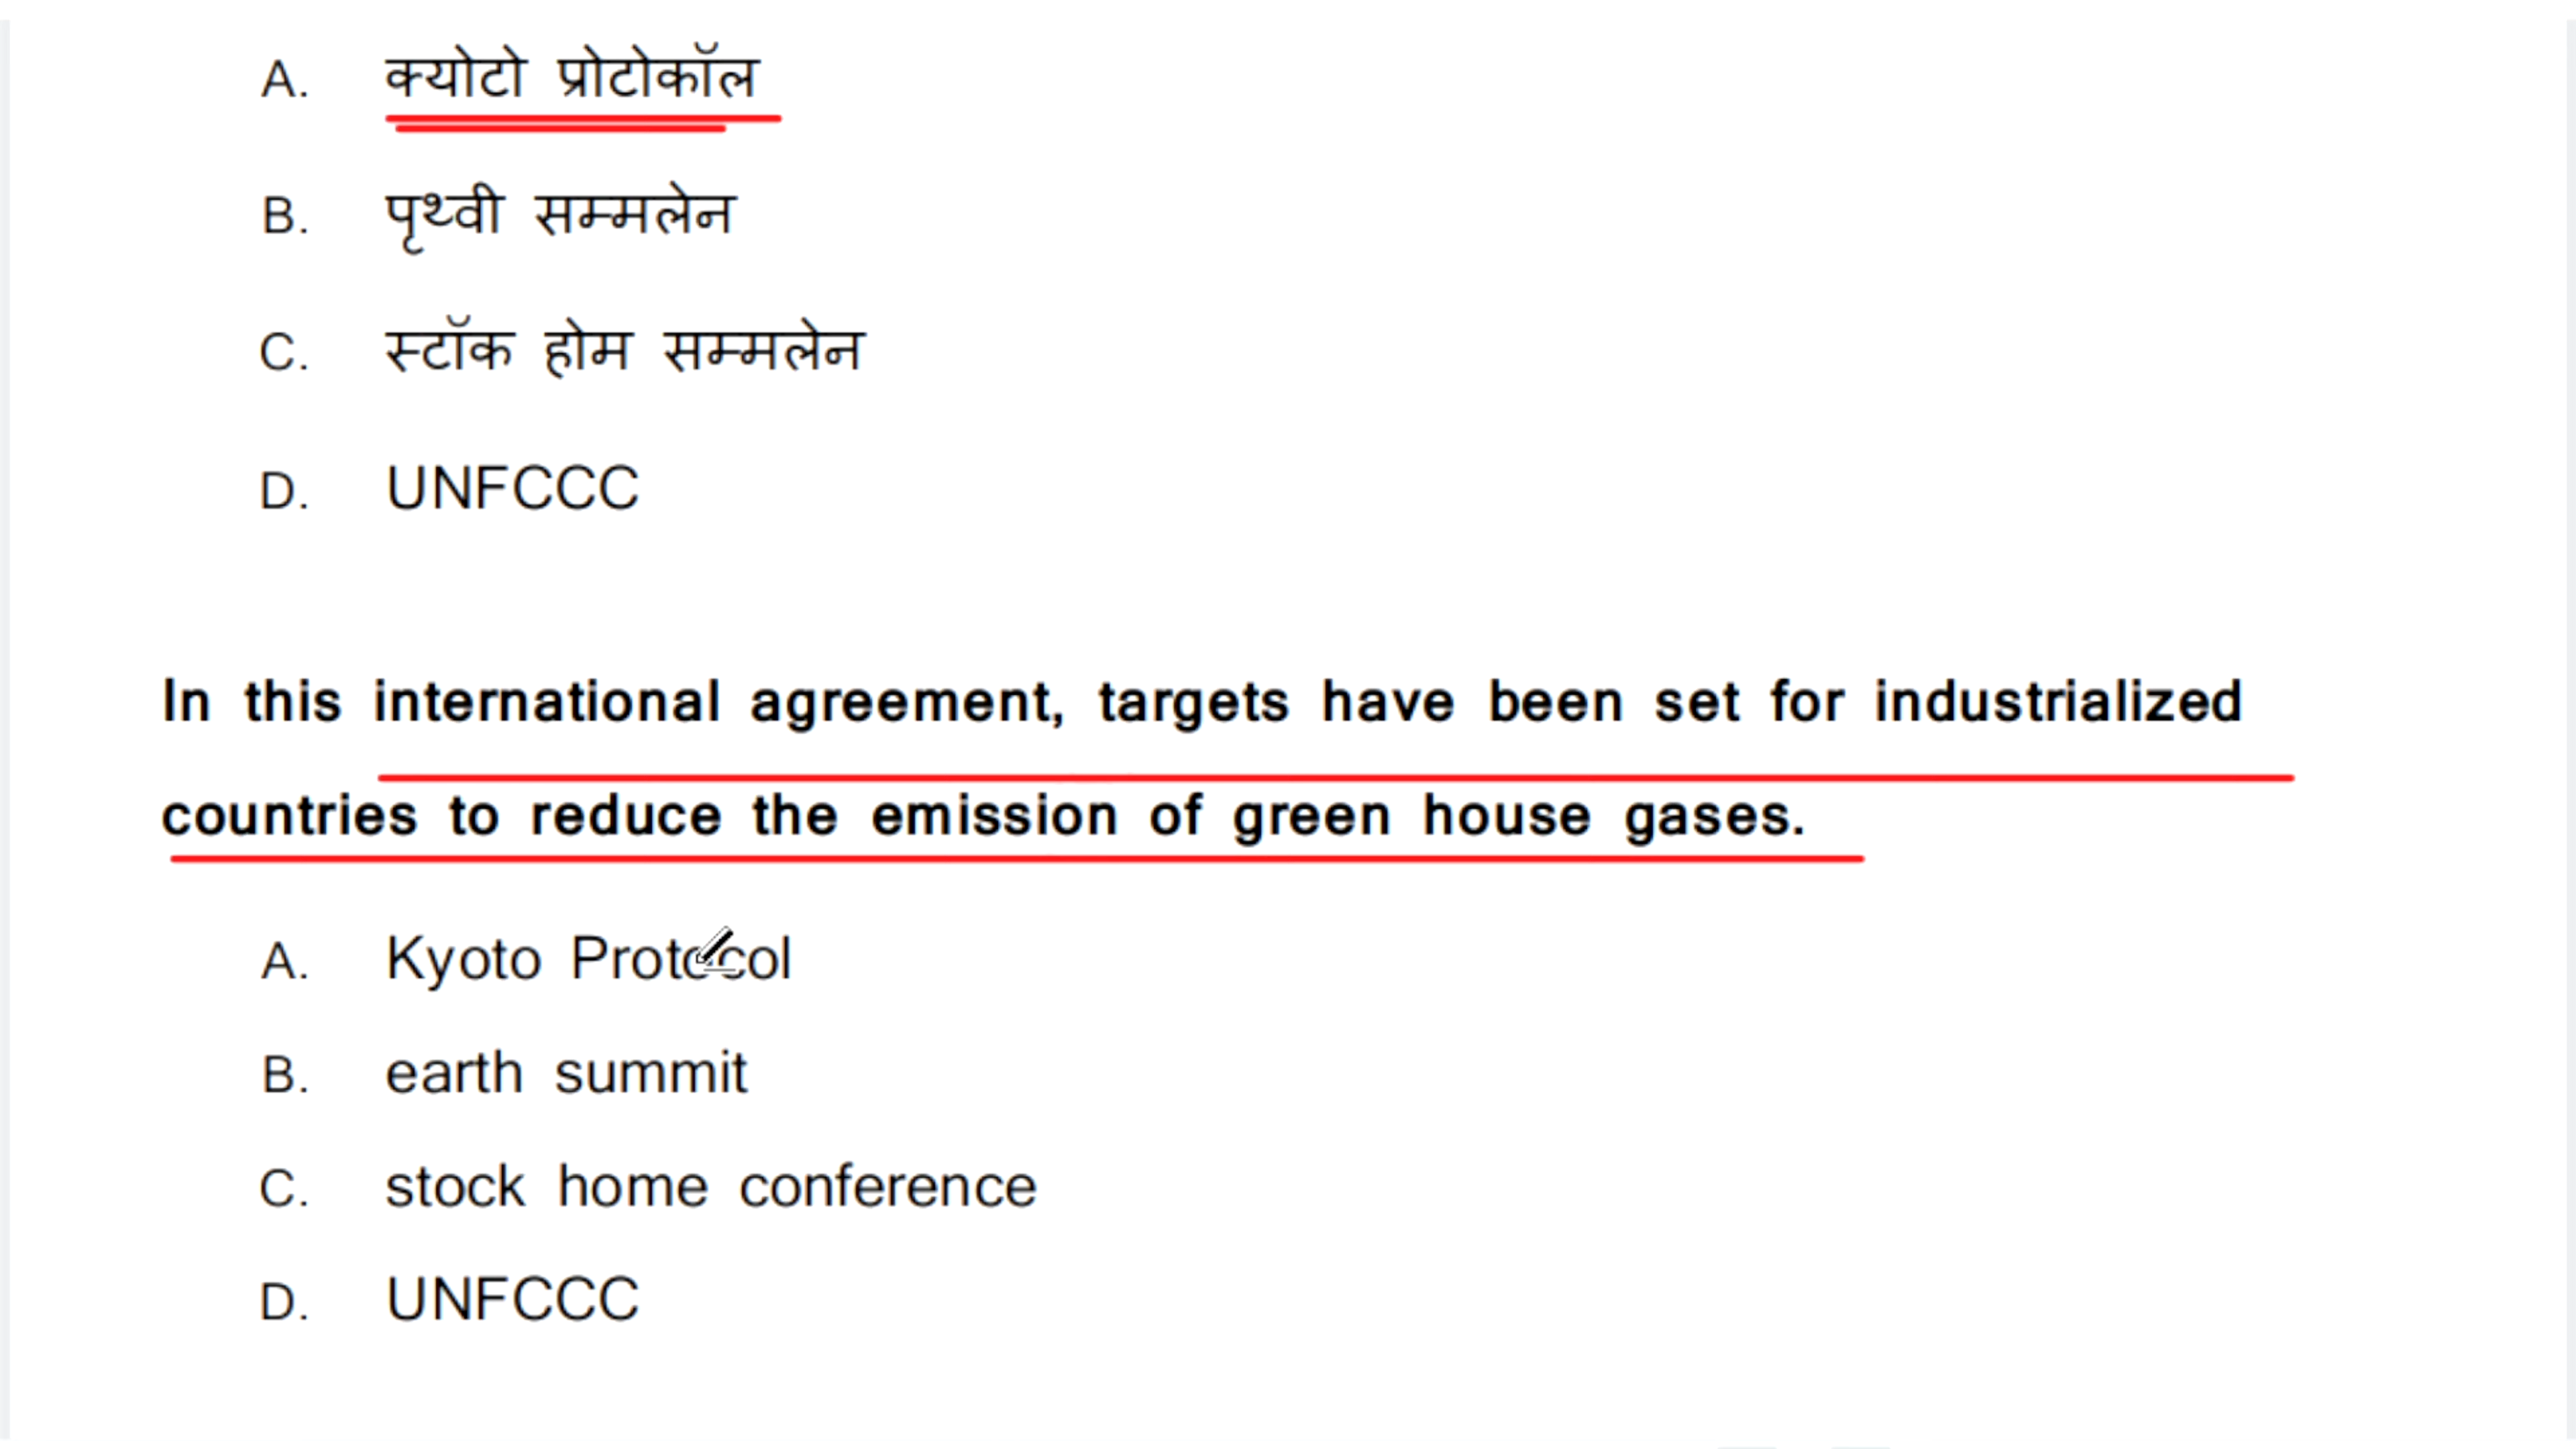 A. क्योटो प्रोटोकॉल
B. पृथ्वी सम्मलेन
C. स्टॉक होम सम्मलेन
D. UNFCCC
In this international agreement, targets have been set for industrialized
countries to reduce the emission of green house gases.
A. Kyoto Protocol
B. earth summit
C. stock home conference
D. UNFCCC